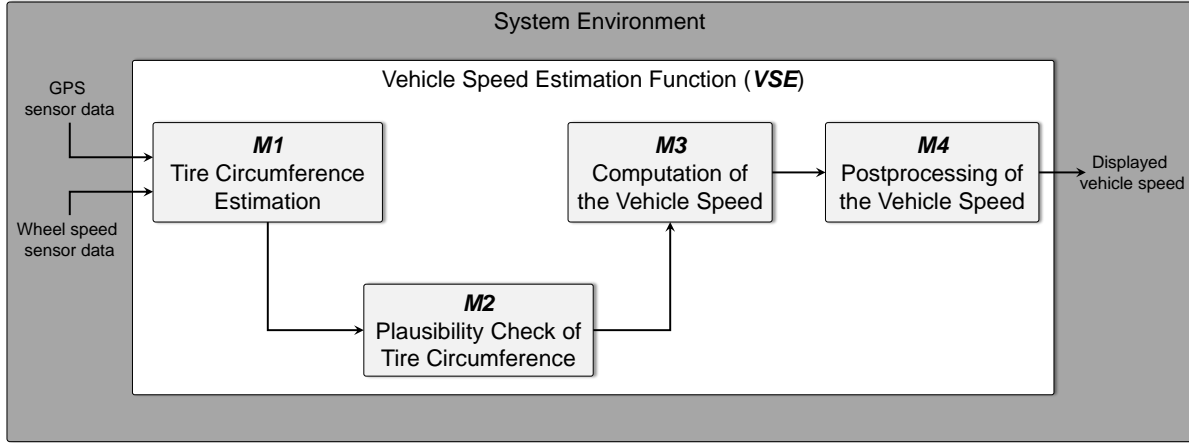 System Environment
Vehicle Speed Estimation Function (VSE)
GPS
sensor data
Wheel speed
sensor data
M1
Tire Circumference
Estimation
M2
Plausibility Check of
Tire Circumference
M3
Computation of
the Vehicle Speed
M4
Postprocessing of
the Vehicle Speed
Displayed
vehicle speed